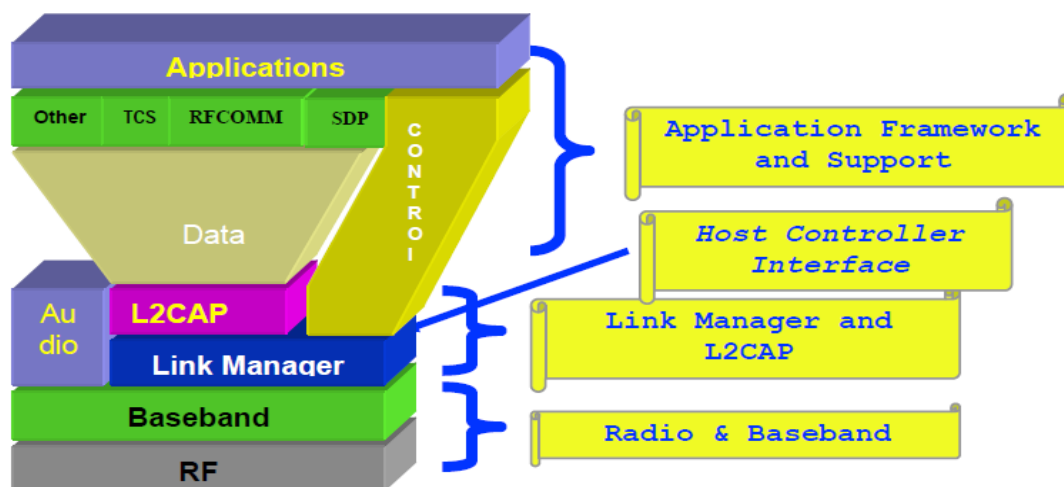 Applications
Other TCS RFCOMM SDP
CONTROl
Data
Au
dio
L2CAP
Link Manager
Baseband
RF
Application Framework
and Support
Host Controller
Interface
Link Manager and
L2CAP
Radio & Baseband